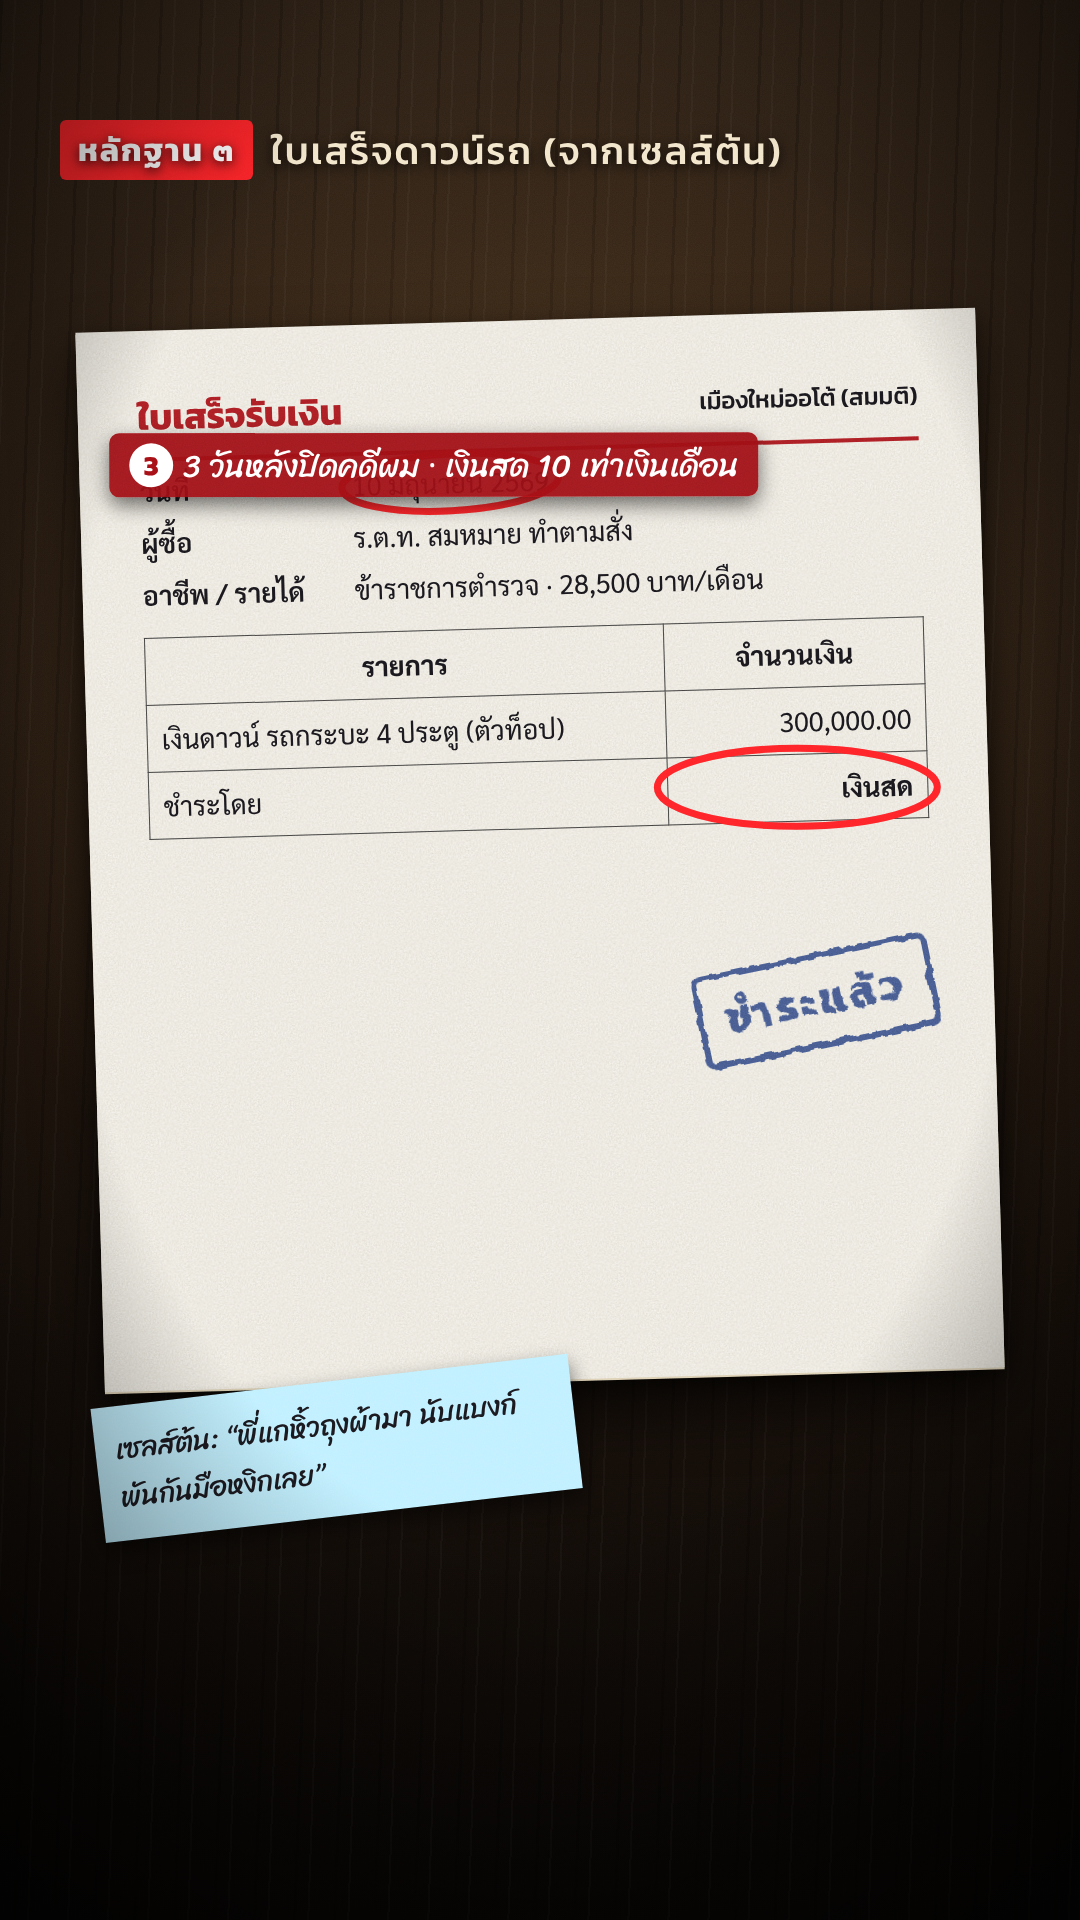 หลักฐาน ๓ ใบเสร็จดาวน์รถ (จากเซลส์ต้น)
ใบเสร็จรับเงิน เมืองใหม่ออโต้ (สมมติ)
3 3 วันหลังปิดคดีผม · เงินสด 10 เท่าเงินเดือน
วันที่ 10 มิถุนายน 2569
ผู้ซื้อ ร.ต.ท. สมหมาย ทำตามสั่ง
อาชีพ / รายได้ ข้าราชการตำรวจ · 28,500 บาท/เดือน
รายการ จำนวนเงิน
เงินดาวน์ รถกระบะ 4 ประตู (ตัวท็อป) 300,000.00
ชำระโดย เงินสด
ชำระแล้ว
เซลส์ต้น: “พี่แกหิ้วถุงผ้ามา นับแบงก์
พันกันมือหงิกเลย”